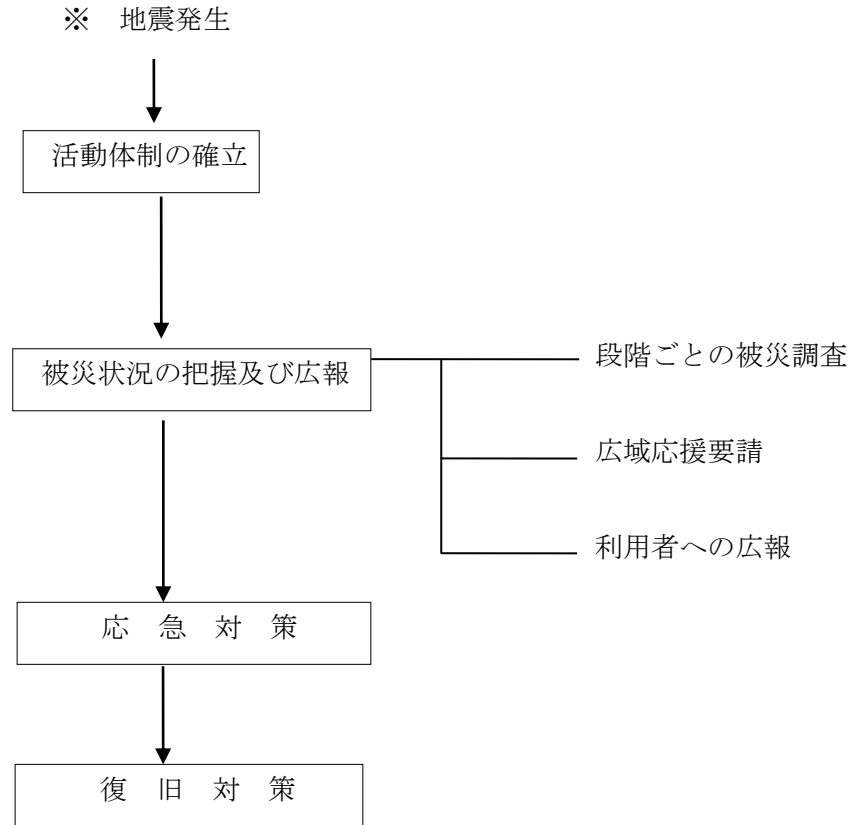 ※　地震発生
活動体制の確立
被災状況の把握及び広報
段階ごとの被災調査
広域応援要請
利用者への広報
応　急　対　策
復　旧　対　策